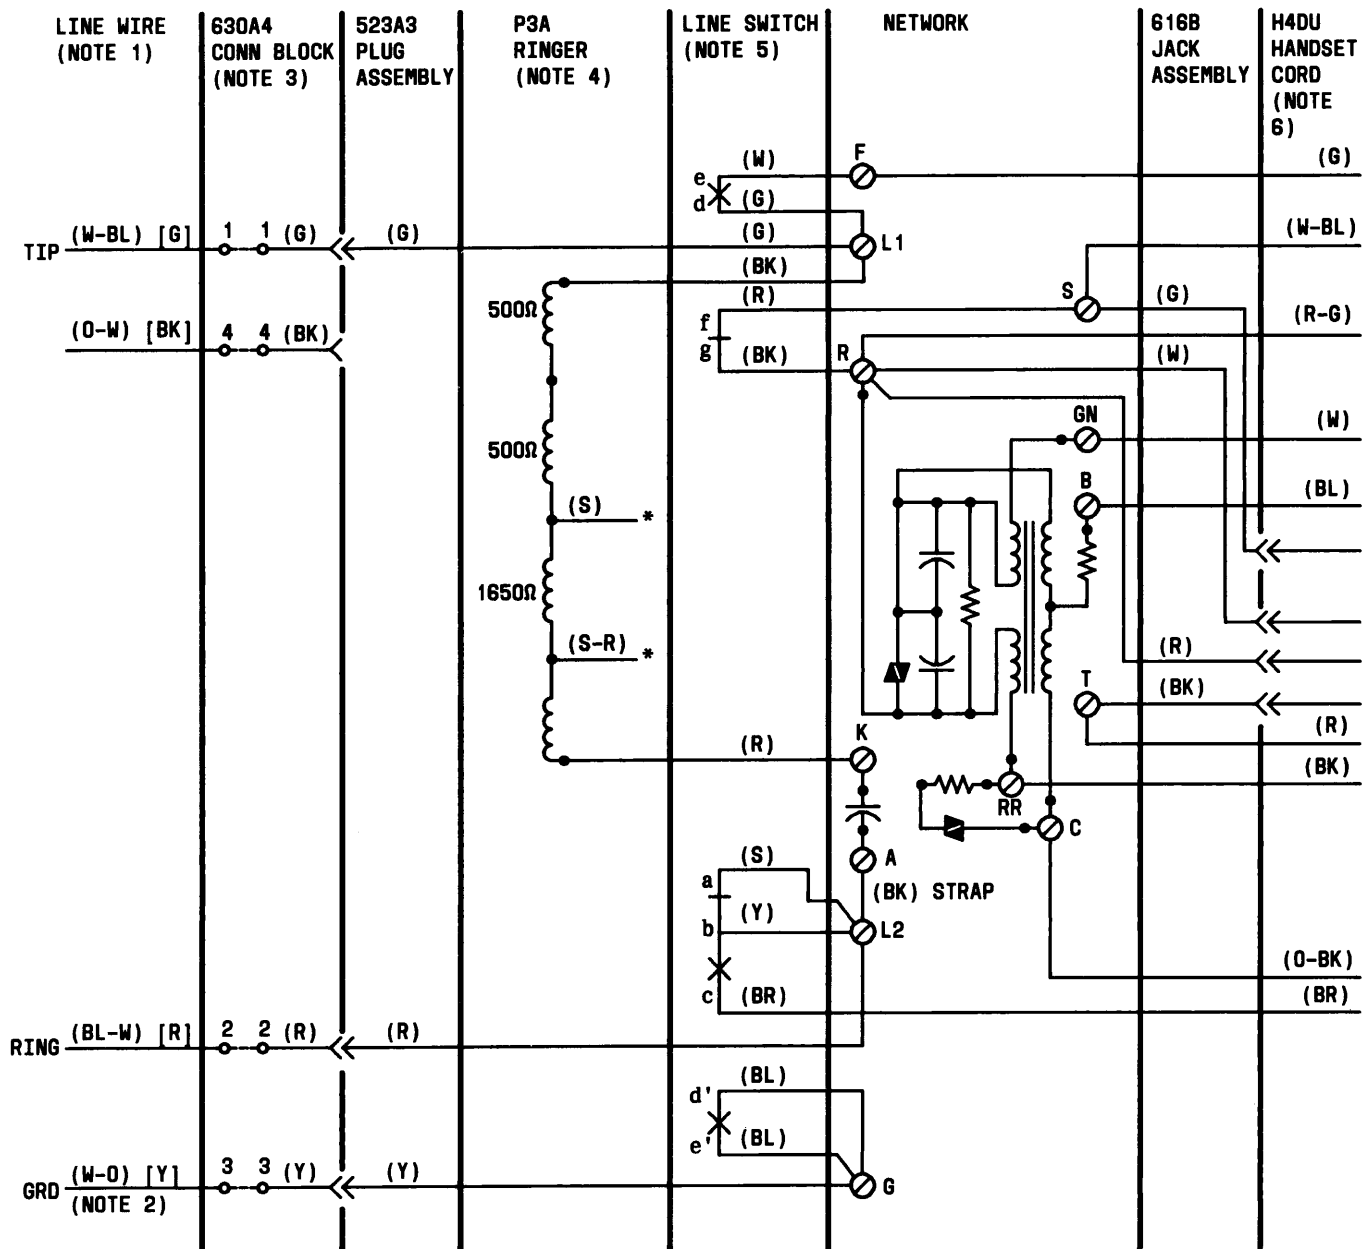 LINE WIRE
(NOTE 1)
630A4
CONN BLOCK
(NOTE 3)
523A3
PLUG
ASSEMBLY
P3A
RINGER
(NOTE 4)
LINE SWITCH
(NOTE 5)
NETWORK
616B
JACK
ASSEMBLY
H4DU
HANDSET
CORD
(NOTE
6)
(W) F (G)
e
d (G)
TIP (W-BL) [G] 1 1 (G) (G) (G) L1 (W-BL)
(BK)
500Ω (R) S (G) (R-G)
(O-W) [BK] 4 4 (BK) f
g (BK) R (W)
GN (W)
500Ω B (BL)
(S) *
1650Ω
(S-R) * (R)
T (BK)
(R)
(R) K (BK)
RR
C
(S) A
a (BK) STRAP
b (Y) L2
(O-BK)
c (BR) (BR)
RING (BL-W) [R] 2 2 (R) (R)
(BL)
d'
e' (BL)
GRD (W-O) [Y] 3 3 (Y) (Y) G
(NOTE 2)